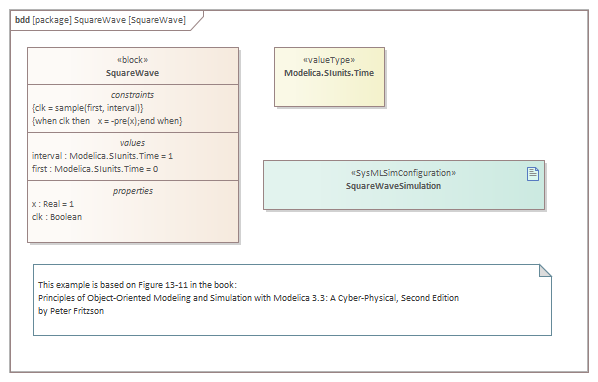 bdd [package] SquareWave [SquareWave]
«block»
SquareWave
constraints
{clk = sample(first, interval)}
{when clk then   x = -pre(x);end when}
values
interval : Modelica.SIunits.Time = 1
first : Modelica.SIunits.Time = 0
properties
x : Real = 1
clk : Boolean
«valueType»
Modelica.SIunits.Time
«SysMLSimConfiguration»
SquareWaveSimulation
This example is based on Figure 13-11 in the book:
Principles of Object-Oriented Modeling and Simulation with Modelica 3.3: A Cyber-Physical, Second Edition
by Peter Fritzson